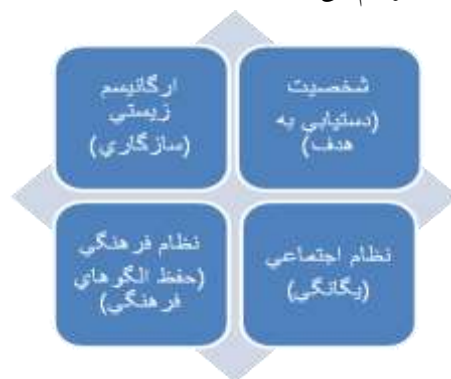 شخصیت
(دستیابی به
هدف)
ارگانیسم
زیستی
(سازگاری)
نظام اجتماعی
(یگانگی)
نظام فرهنگی
(حفظ الگوهای
فرهنگی)